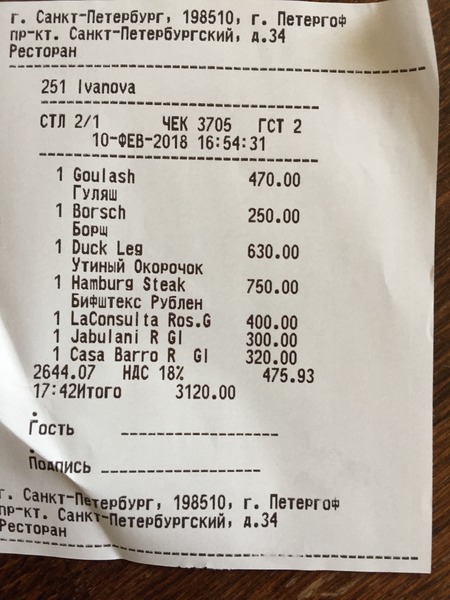 г. Санкт-Петербург, 198510, г. Петергоф
пр-кт. Санкт-Петербургский, д.34
Ресторан
251 Ivanova
СТЛ 2/1 ЧЕК 3705 ГСТ 2
10-ФЕВ-2018 16:54:31
1 Goulash 470.00
Гуляш
1 Borsch 250.00
Борщ
1 Duck Leg 630.00
Утиный Окорочок
1 Hamburg Steak 750.00
Бифштекс Рублен
1 LaConsulta Ros.G 400.00
1 Jabulani R Gl 300.00
1 Casa Barro R Gl 320.00
2644.07 НДС 18% 475.93
17:42Итого 3120.00
Гость
Подпись
г. Санкт-Петербург, 198510, г. Петергоф
пр-кт. Санкт-Петербургский, д.34
Ресторан